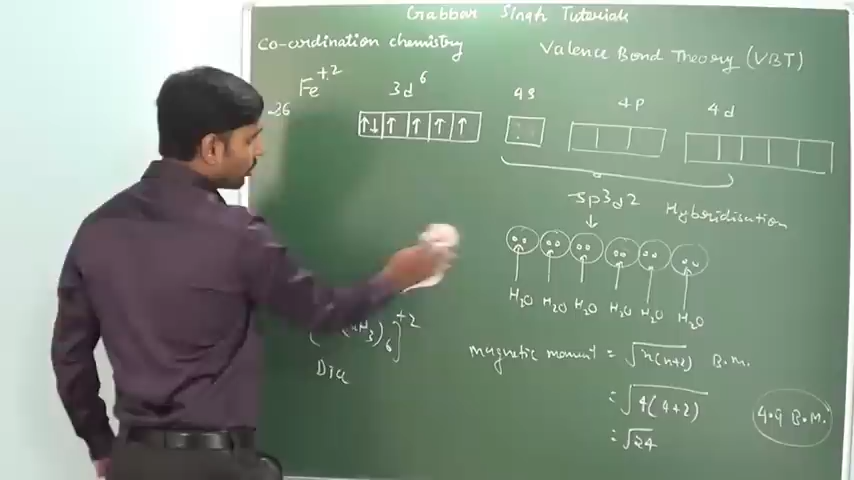 Gabbar Singh Tutorials
Co-ordination chemistry
Valence Bond Theory (VBT)
Fe+2
26
3d6
4s
4p
4d
↑↓ ↑ ↑ ↑ ↑
sp3d2
Hybridisation
H2O H2O H2O H2O H2O H2O
(NH3)6]+2
Dia
magnetic moment = √n(n+2) B.M.
= √4(4+2)
= √24
4.9 B.M.